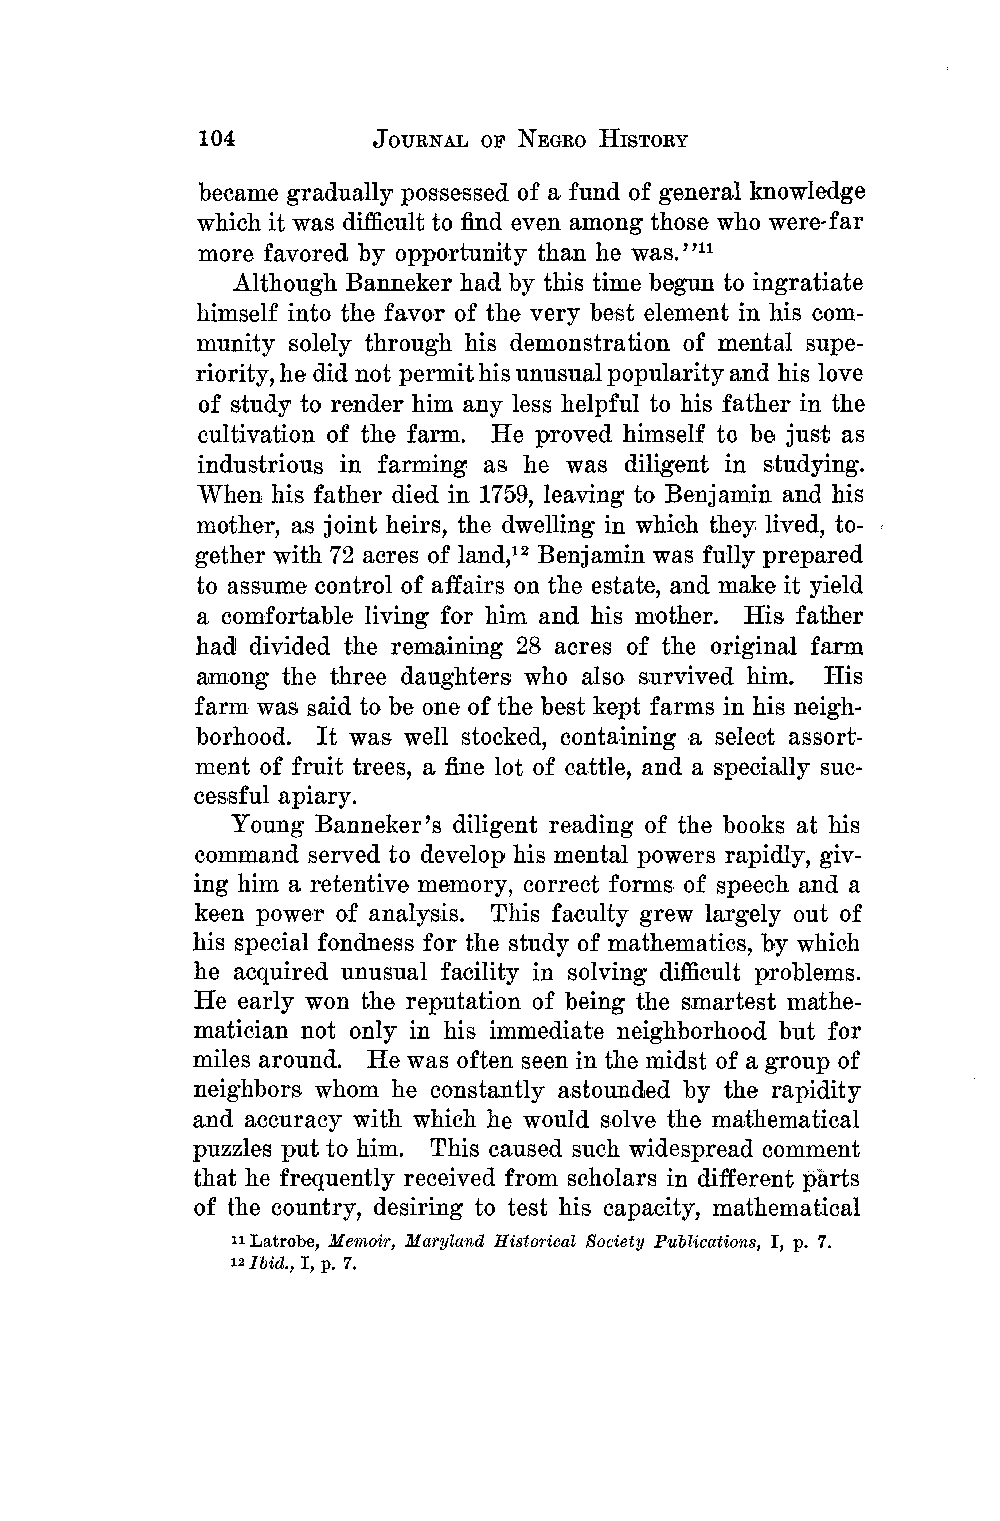 104 JOURNAL OF NEGRO HISTORY
became gradually possessed of a fund of general knowledge
which it was difficult to find even among those who were far
more favored by opportunity than he was."11
Although Banneker had by this time begun to ingratiate
himself into the favor of the very best element in his com-
munity solely through his demonstration of mental supe-
riority, he did not permit his unusual popularity and his love
of study to render him any less helpful to his father in the
cultivation of the farm. He proved himself to be just as
industrious in farming as he was diligent in studying.
When his father died in 1759, leaving to Benjamin and his
mother, as joint heirs, the dwelling in which they lived, to-
gether with 72 acres of land,12 Benjamin was fully prepared
to assume control of affairs on the estate, and make it yield
a comfortable living for him and his mother. His father
had divided the remaining 28 acres of the original farm
among the three daughters who also survived him. His
farm was said to be one of the best kept farms in his neigh-
borhood. It was well stocked, containing a select assort-
ment of fruit trees, a fine lot of cattle, and a specially suc-
cessful apiary.
Young Banneker's diligent reading of the books at his
command served to develop his mental powers rapidly, giv-
ing him a retentive memory, correct forms of speech and a
keen power of analysis. This faculty grew largely out of
his special fondness for the study of mathematics, by which
he acquired unusual facility in solving difficult problems.
He early won the reputation of being the smartest mathe-
matician not only in his immediate neighborhood but for
miles around. He was often seen in the midst of a group of
neighbors whom he constantly astounded by the rapidity
and accuracy with which he would solve the mathematical
puzzles put to him. This caused such widespread comment
that he frequently received from scholars in different parts
of the country, desiring to test his capacity, mathematical
11 Latrobe, Memoir, Maryland Historical Society Publications, I, p. 7.
12 Ibid., I, p. 7.